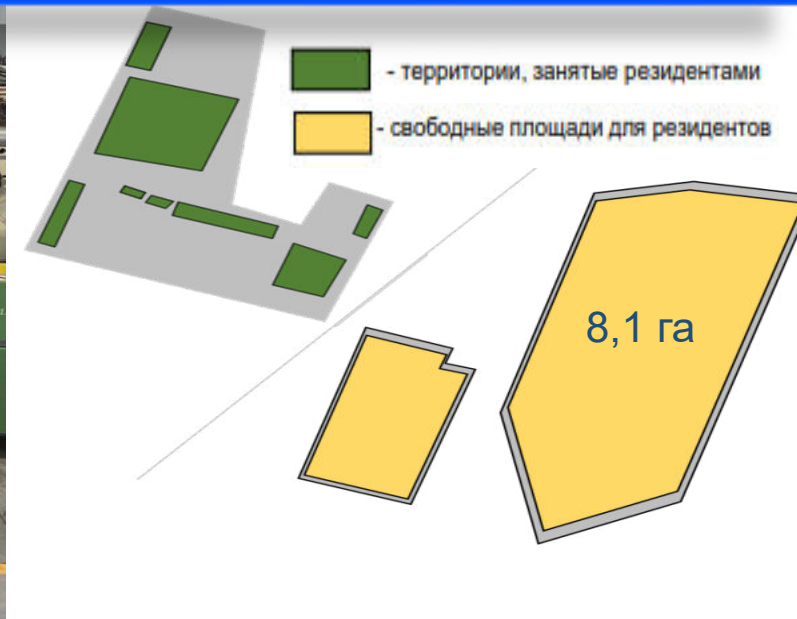 - территории, занятые резидентами
- свободные площади для резидентов
8,1 га